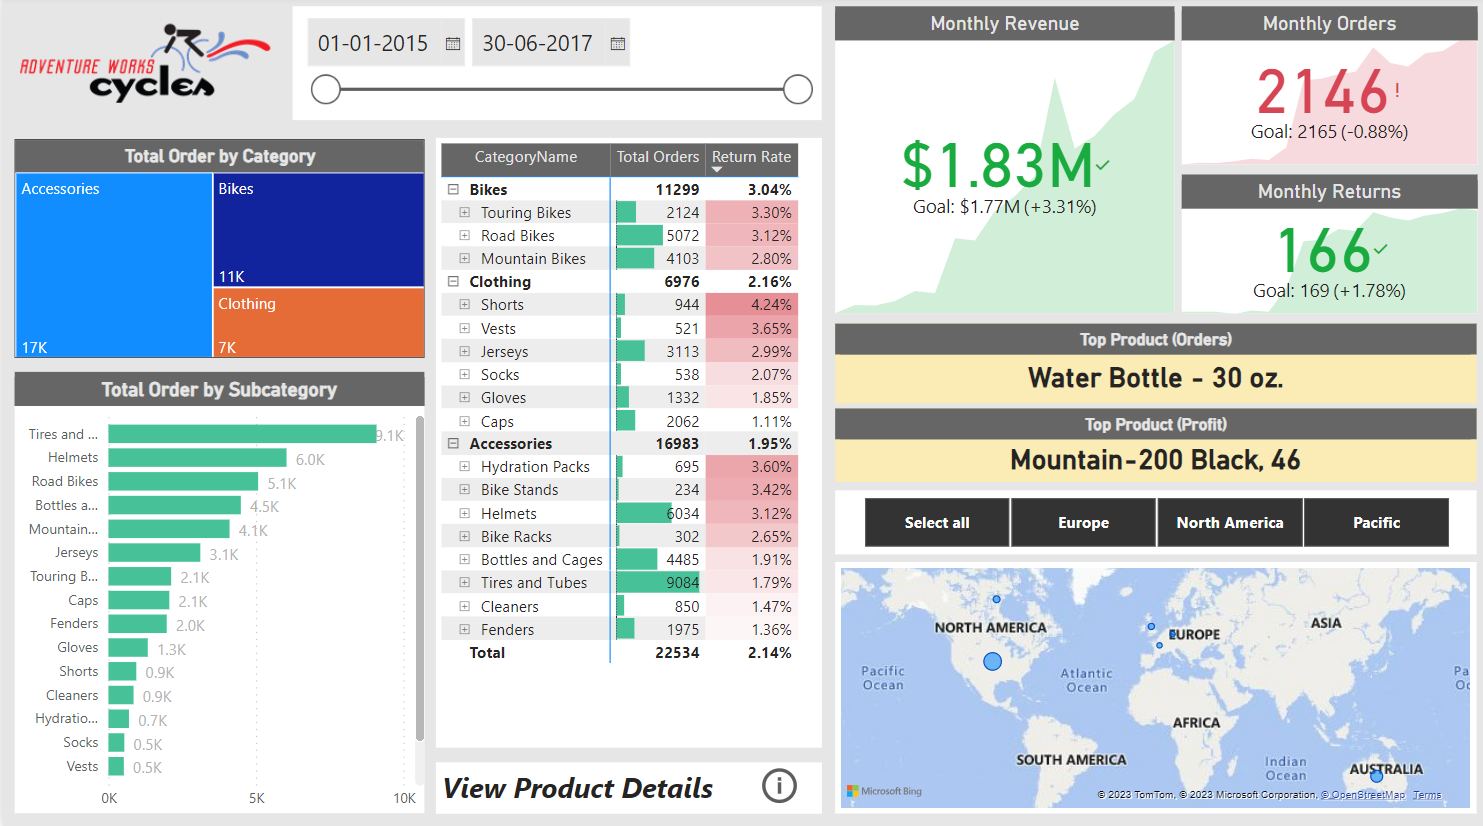 ADVENTURE WORKS
cycles
01-01-2015
30-06-2017
Total Order by Category
Accessories
17K
Bikes
11K
Clothing
7K
Total Order by Subcategory
Tires and ... 9.1K
Helmets 6.0K
Road Bikes 5.1K
Bottles a... 4.5K
Mountain... 4.1K
Jerseys 3.1K
Touring B... 2.1K
Caps 2.1K
Fenders 2.0K
Gloves 1.3K
Shorts 0.9K
Cleaners 0.9K
Hydratio... 0.7K
Socks 0.5K
Vests 0.5K
0K 5K 10K
CategoryName Total Orders Return Rate
Bikes 11299 3.04%
Touring Bikes 2124 3.30%
Road Bikes 5072 3.12%
Mountain Bikes 4103 2.80%
Clothing 6976 2.16%
Shorts 944 4.24%
Vests 521 3.65%
Jerseys 3113 2.99%
Socks 538 2.07%
Gloves 1332 1.85%
Caps 2062 1.11%
Accessories 16983 1.95%
Hydration Packs 695 3.60%
Bike Stands 234 3.42%
Helmets 6034 3.12%
Bike Racks 302 2.65%
Bottles and Cages 4485 1.91%
Tires and Tubes 9084 1.79%
Cleaners 850 1.47%
Fenders 1975 1.36%
Total 22534 2.14%
View Product Details
Monthly Revenue
$1.83M
Goal: $1.77M (+3.31%)
Monthly Orders
2146!
Goal: 2165 (-0.88%)
Monthly Returns
166
Goal: 169 (+1.78%)
Top Product (Orders)
Water Bottle - 30 oz.
Top Product (Profit)
Mountain-200 Black, 46
Select all
Europe
North America
Pacific
NORTH AMERICA
EUROPE
ASIA
Pacific
Ocean
Atlantic
Ocean
Pa
Oc
AFRICA
SOUTH AMERICA
Indian
Ocean
AUSTRALIA
Microsoft Bing
© 2023 TomTom, © 2023 Microsoft Corporation, © OpenStreetMap Terms